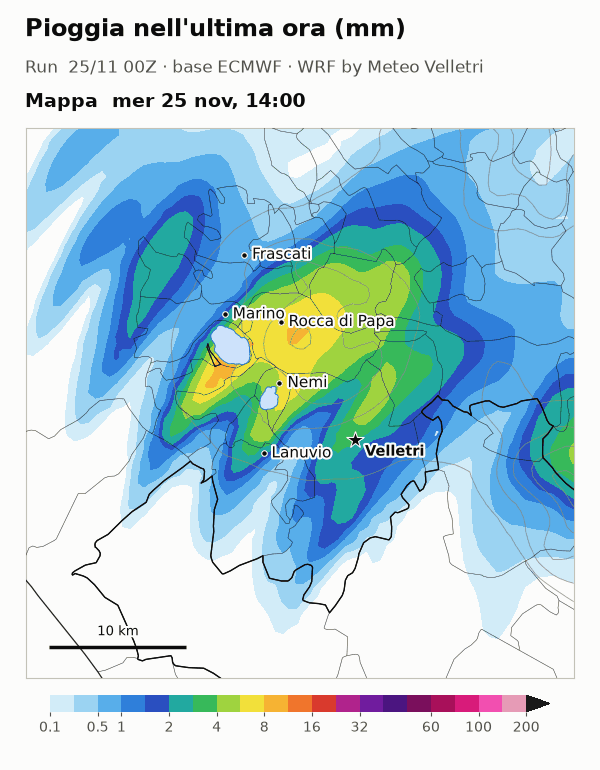 Pioggia nell'ultima ora (mm)
Run  25/11 00Z · base ECMWF · WRF by Meteo Velletri
Mappa  mer 25 nov, 14:00
Frascati
Marino
Rocca di Papa
Nemi
Velletri
Lanuvio
10 km
0.1 0.5 1 2 4 8 16 32 60 100 200